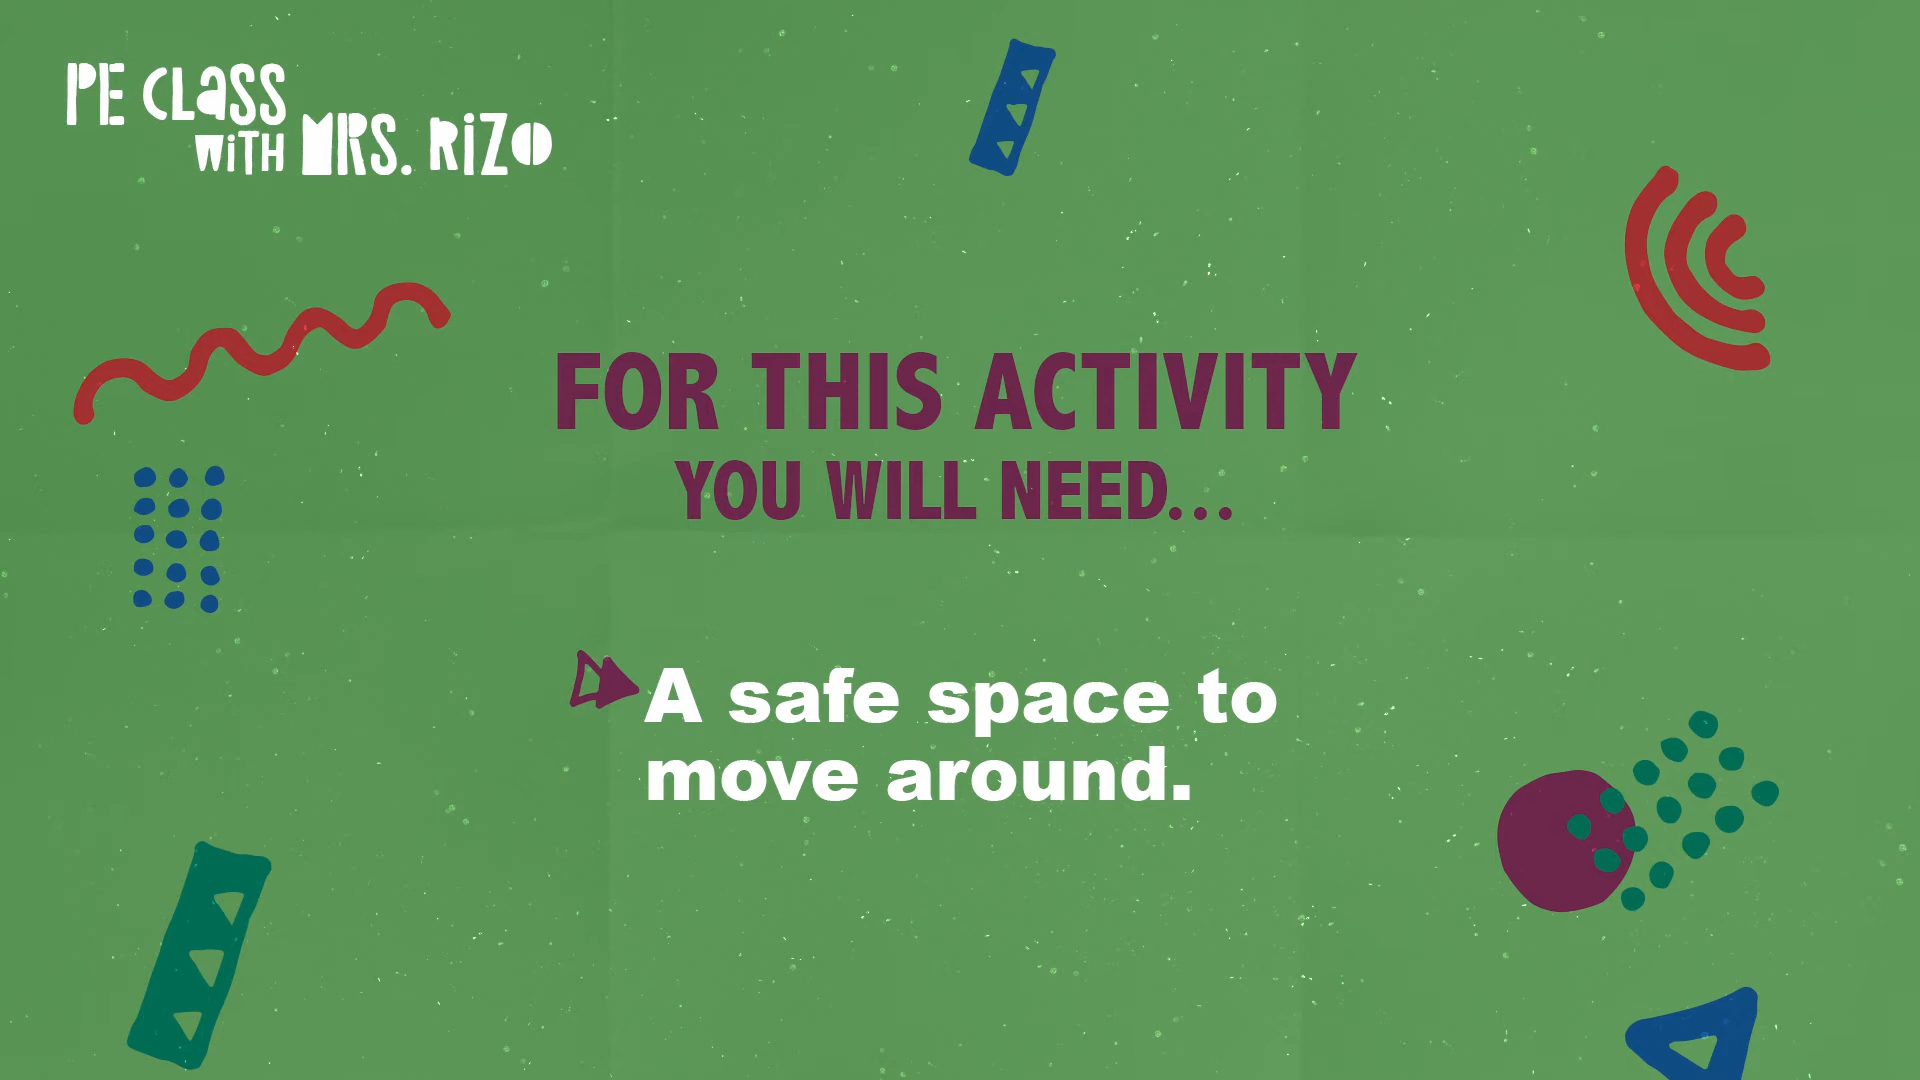 PE CLaSS
WiTH MRS. RiZO
FOR THIS ACTIVITY
YOU WILL NEED...
A safe space to
move around.